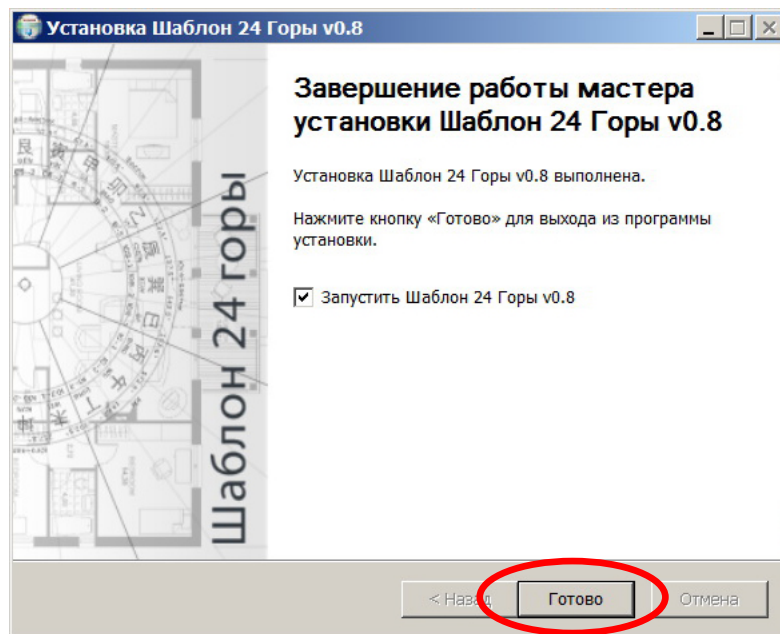 Установка Шаблон 24 Горы v0.8
Шаблон 24 горы
Завершение работы мастера
установки Шаблон 24 Горы v0.8
Установка Шаблон 24 Горы v0.8 выполнена.
Нажмите кнопку «Готово» для выхода из программы
установки.
Запустить Шаблон 24 Горы v0.8
< Назад
Готово
Отмена